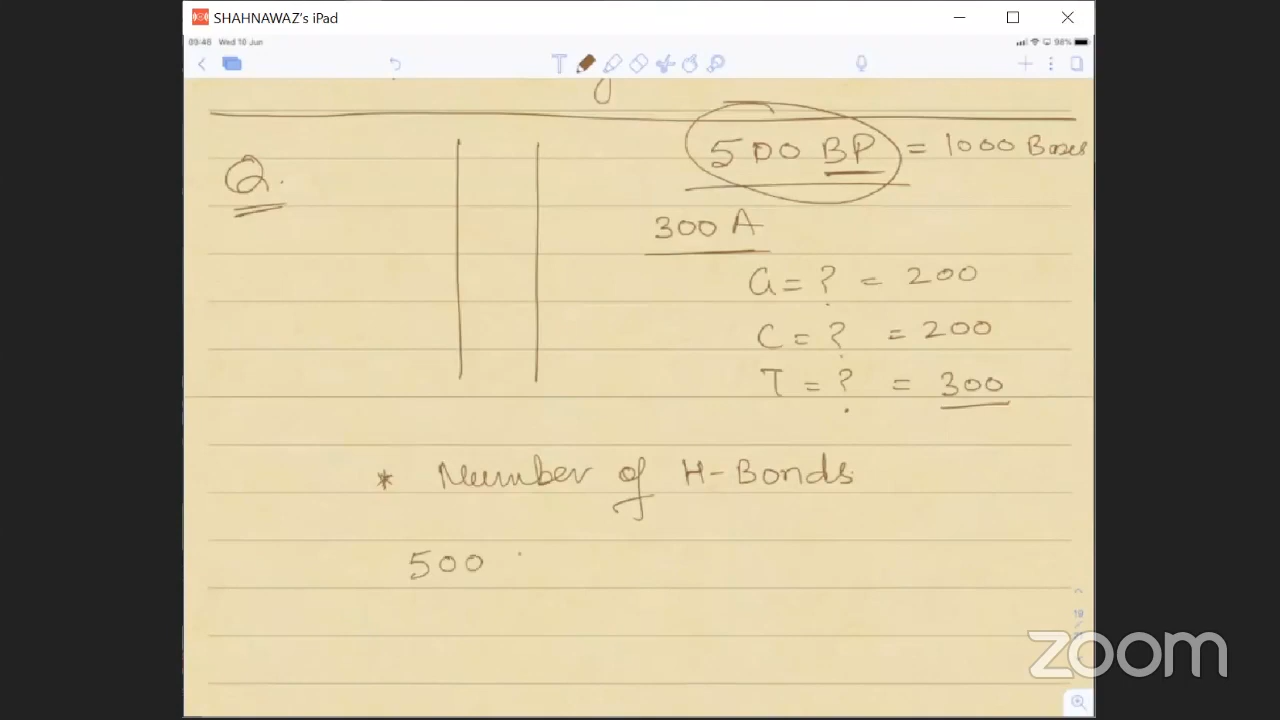 SHAHNAWAZ's iPad
09:48 Wed 10 Jun
98%
T
Q.
500 BP = 1000 Bases
300 A
G = ? = 200
C = ? = 200
T = ? = 300
* Number of H-Bonds
500
zoom